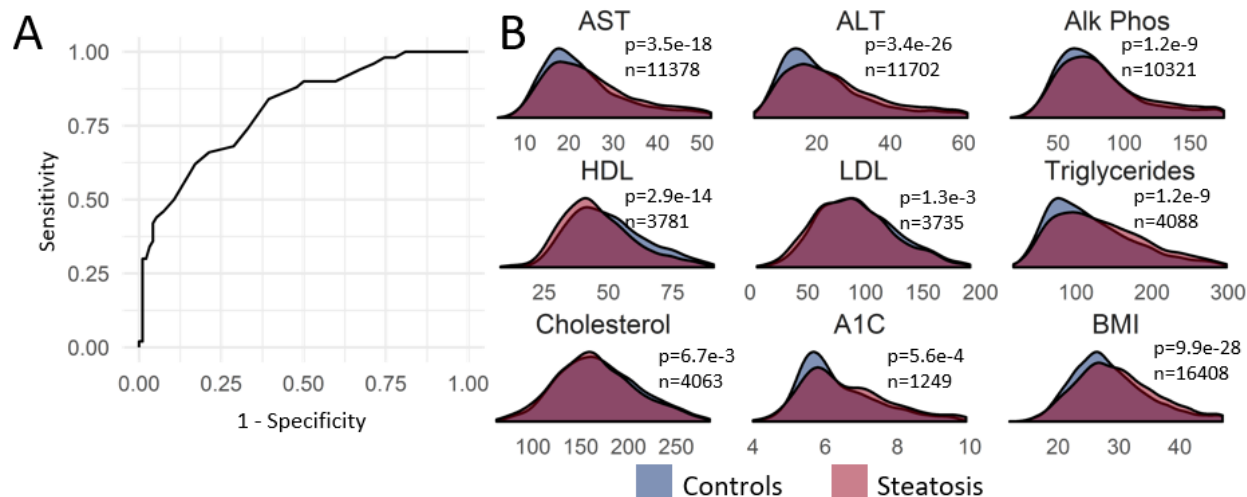 A
1.00
0.75
0.50
0.25
0.00
Sensitivity
0.00 0.25 0.50 0.75 1.00
1 - Specificity
B
AST
p=3.5e-18
n=11378
10 20 30 40 50
ALT
p=3.4e-26
n=11702
20 40 60
Alk Phos
p=1.2e-9
n=10321
50 100 150
HDL
p=2.9e-14
n=3781
25 50 75
LDL
p=1.3e-3
n=3735
0 50 100 150 200
Triglycerides
p=1.2e-9
n=4088
100 200 300
Cholesterol
p=6.7e-3
n=4063
100 150 200 250
A1C
p=5.6e-4
n=1249
4 6 8 10
BMI
p=9.9e-28
n=16408
20 30 40
Controls Steatosis